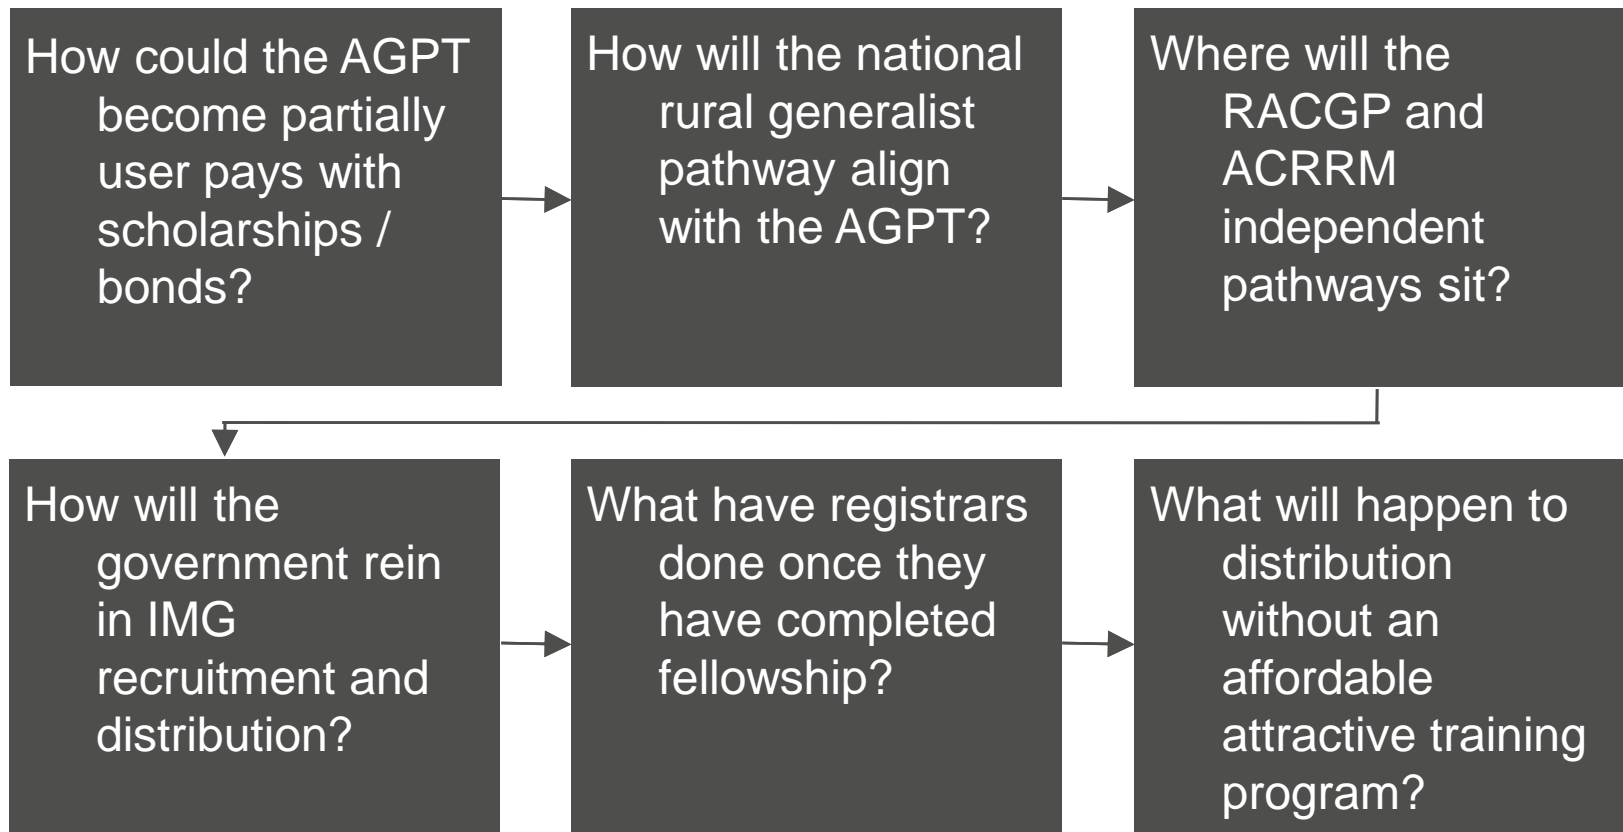 How could the AGPT
become partially
user pays with
scholarships /
bonds?
How will the national
rural generalist
pathway align
with the AGPT?
Where will the
RACGP and
ACRRM
independent
pathways sit?
How will the
government rein
in IMG
recruitment and
distribution?
What have registrars
done once they
have completed
fellowship?
What will happen to
distribution
without an
affordable
attractive training
program?